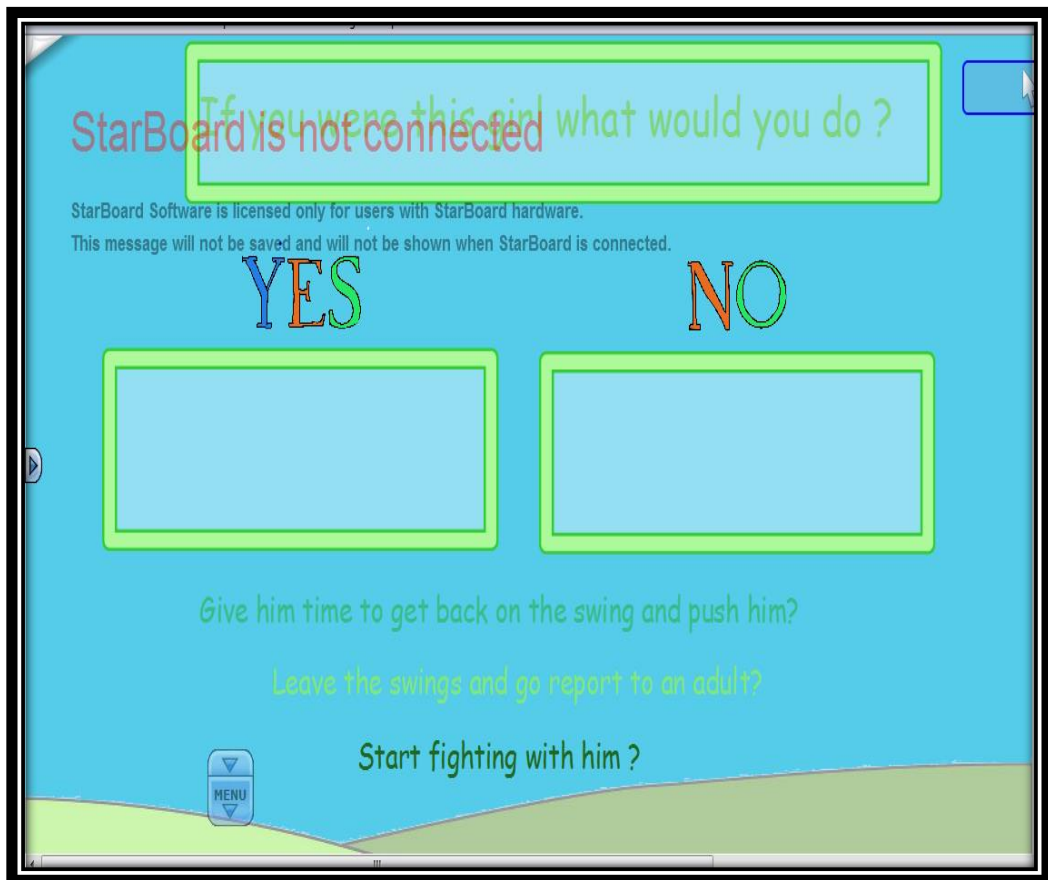 If you were this girl what would you do ?
StarBoard is not connected
StarBoard Software is licensed only for users with StarBoard hardware.
This message will not be saved and will not be shown when StarBoard is connected.
YES NO
Give him time to get back on the swing and push him?
Leave the swings and go report to an adult?
Start fighting with him ?
MENU